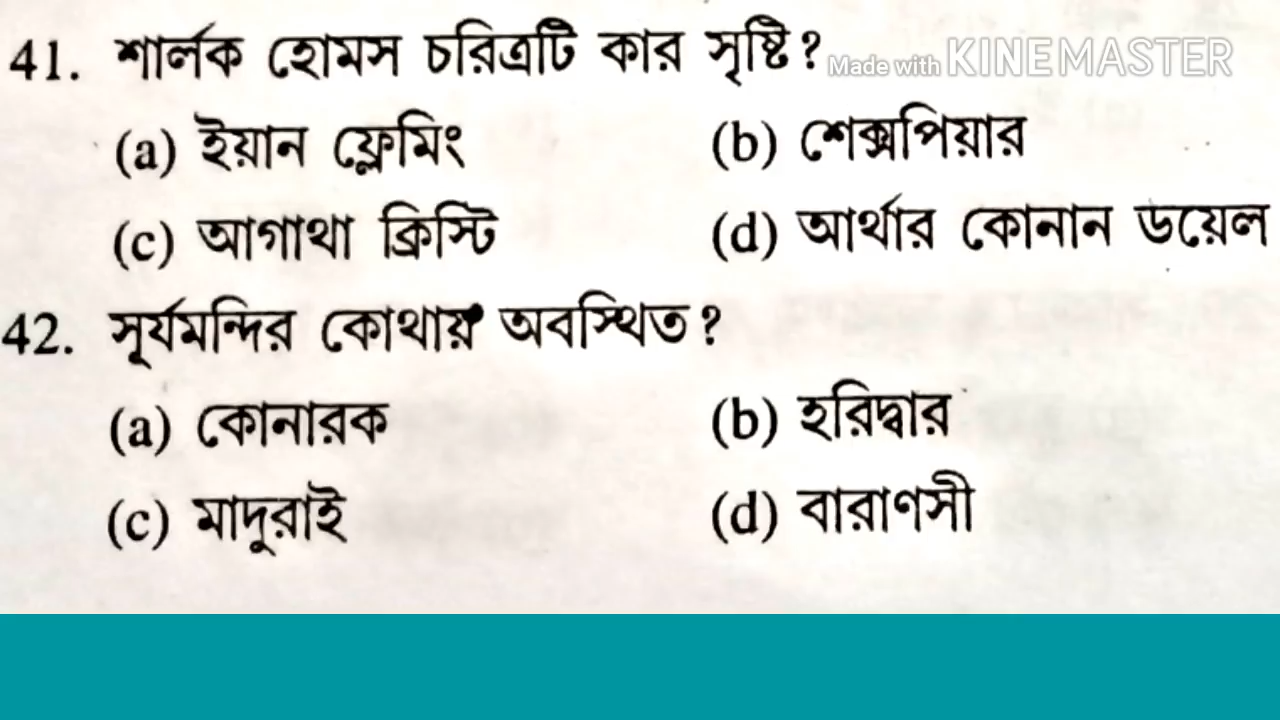 41. শার্লক হোমস চরিত্রটি কার সৃষ্টি? Made with KINEMASTER
(a) ইয়ান ফ্লেমিং (b) শেক্সপিয়ার
(c) আগাথা ক্রিস্টি (d) আর্থার কোনান ডয়েল
42. সূর্যমন্দির কোথায় অবস্থিত?
(a) কোনারক (b) হরিদ্বার
(c) মাদুরাই (d) বারাণসী